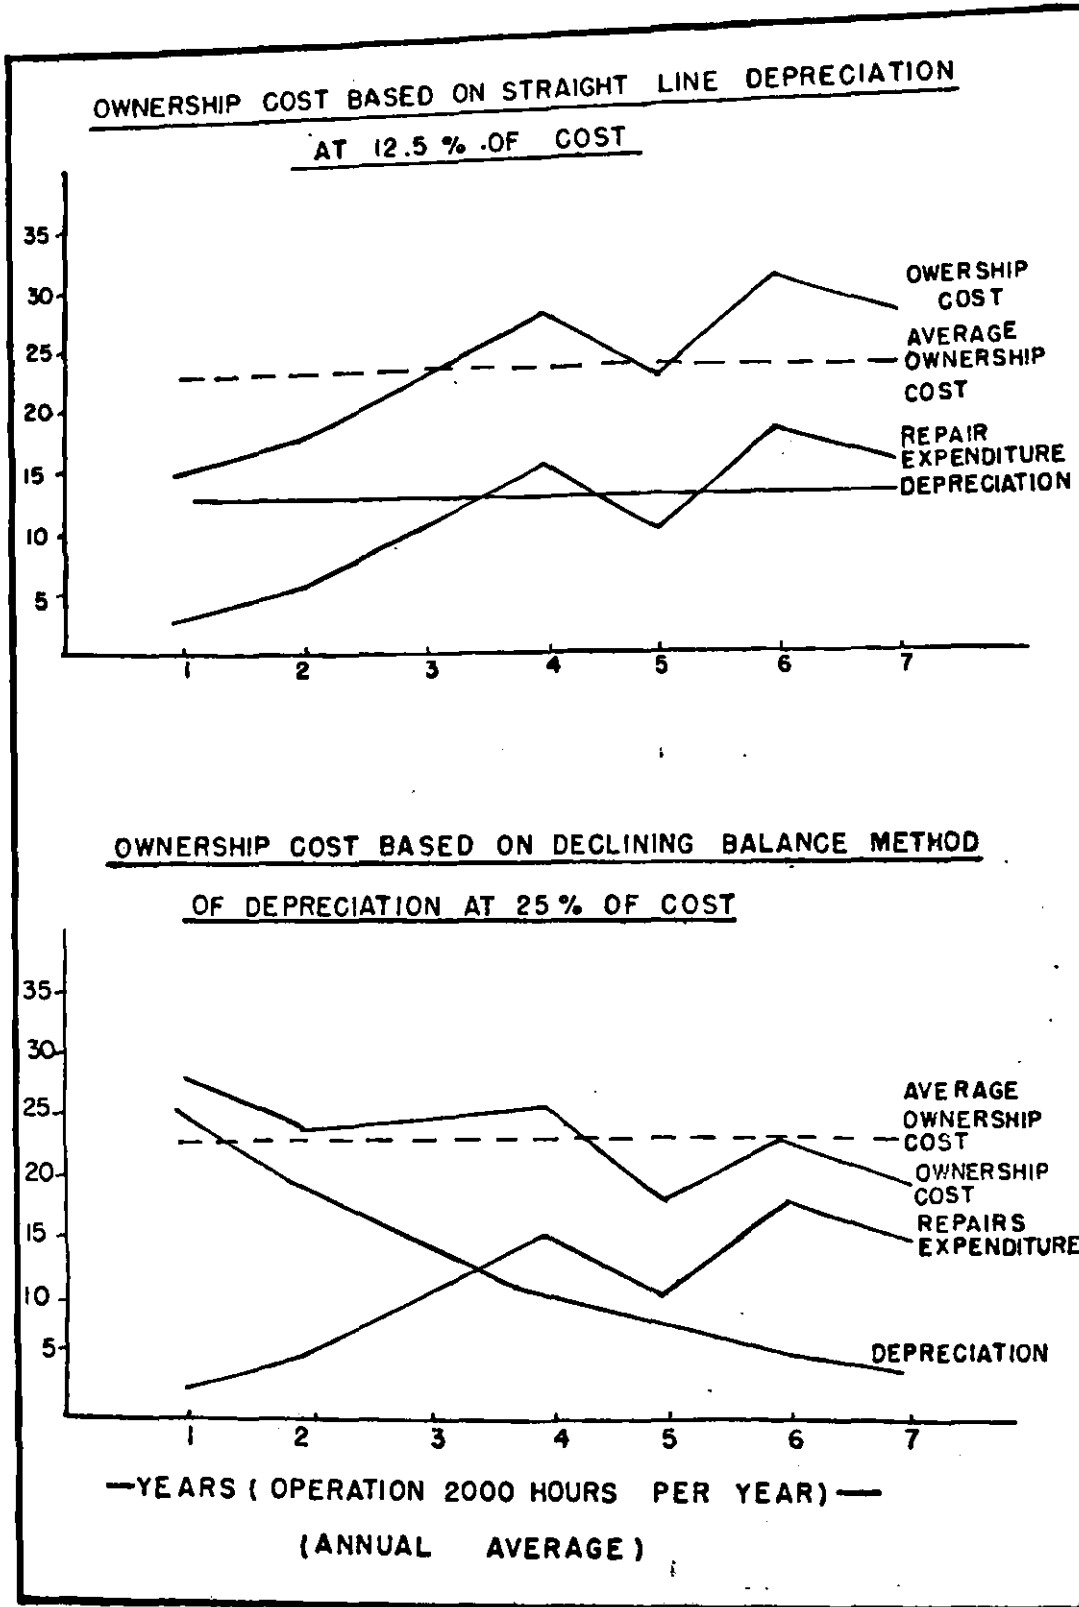 OWNERSHIP COST BASED ON STRAIGHT LINE DEPRECIATION
AT 12.5 % OF COST
35
30
25
20
15
10
5
OWERSHIP
COST
AVERAGE
OWNERSHIP
COST
REPAIR
EXPENDITURE
DEPRECIATION
1 2 3 4 5 6 7
OWNERSHIP COST BASED ON DECLINING BALANCE METHOD
OF DEPRECIATION AT 25% OF COST
35
30
25
20
15
10
5
AVERAGE
OWNERSHIP
COST
OWNERSHIP
COST
REPAIRS
EXPENDITURE
DEPRECIATION
1 2 3 4 5 6 7
—YEARS ( OPERATION 2000 HOURS PER YEAR) —
(ANNUAL AVERAGE)